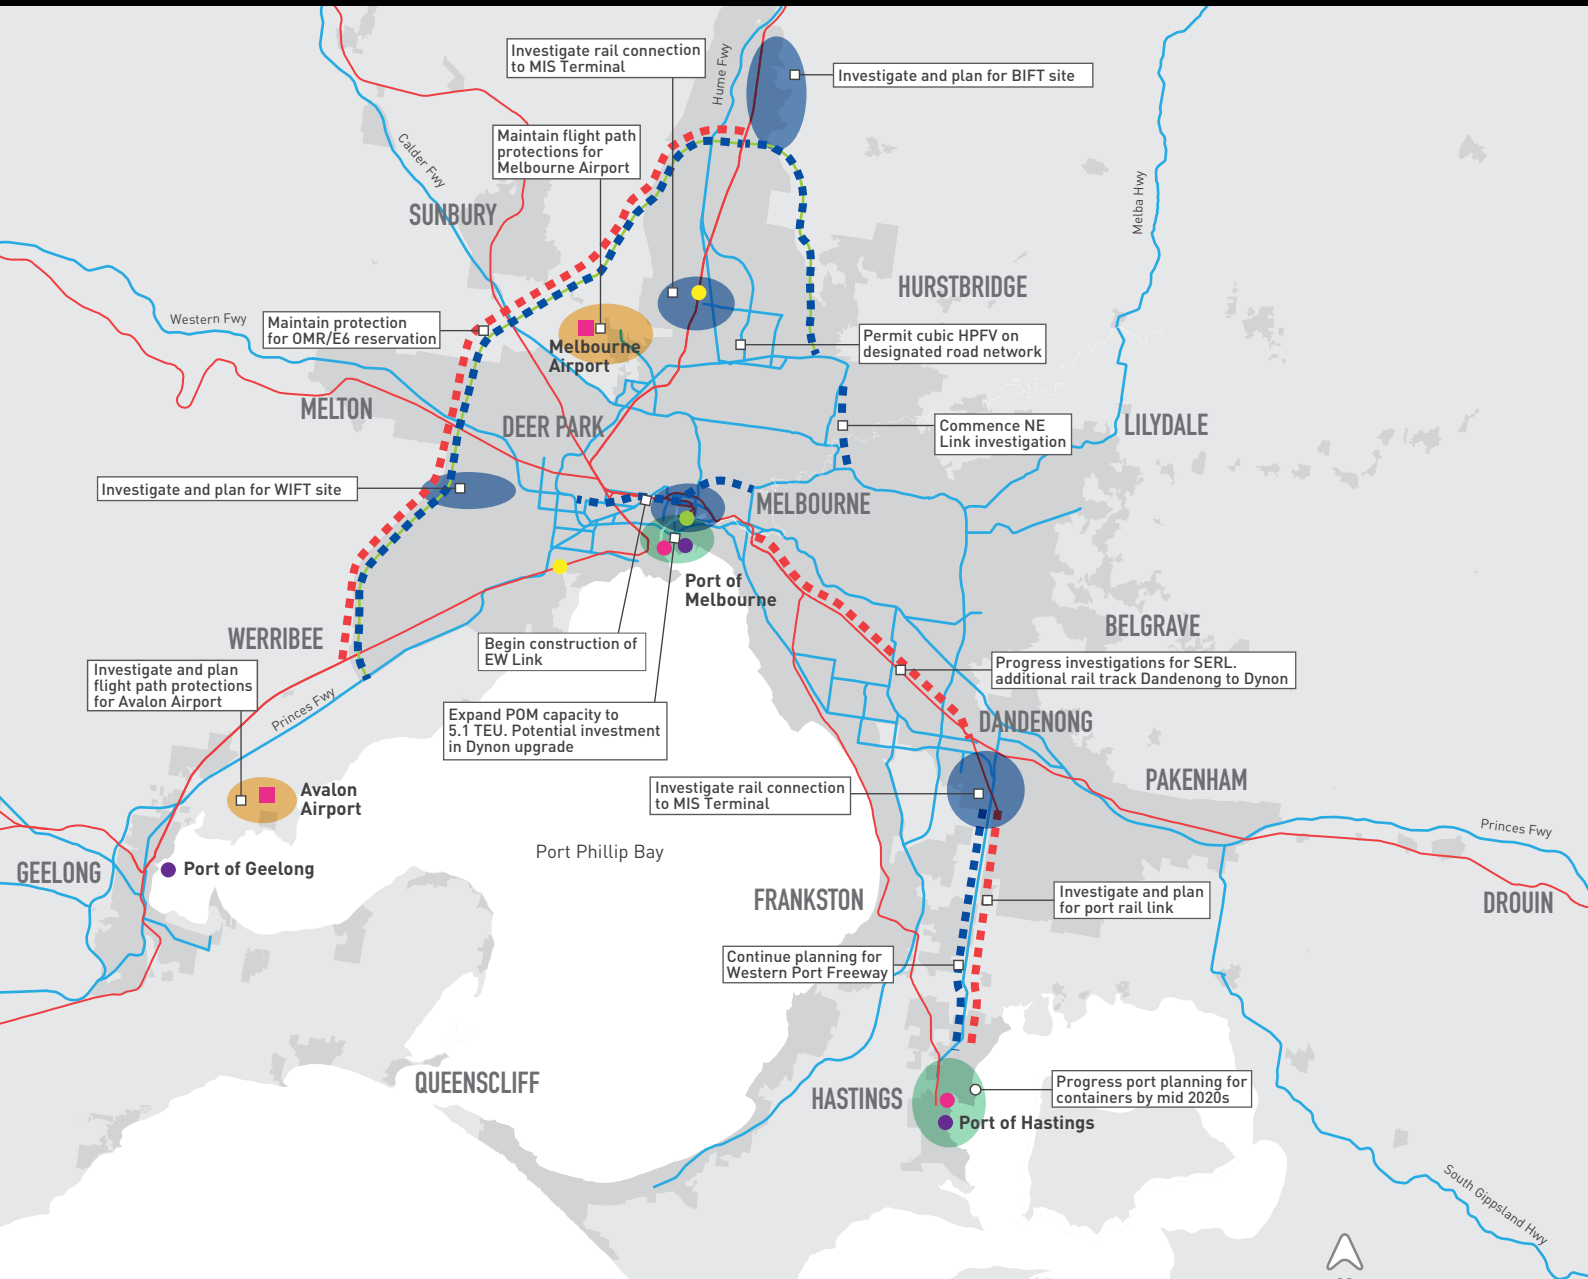 Investigate rail connection
to MIS Terminal
Hume Fwy
Investigate and plan for BIFT site
Maintain flight path
protections for
Melbourne Airport
Calder Fwy
SUNBURY
Melba Hwy
HURSTBRIDGE
Western Fwy
Maintain protection
for OMR/E6 reservation
Melbourne
Airport
Permit cubic HPFV on
designated road network
MELTON
DEER PARK
Commence NE
Link investigation
LILYDALE
Investigate and plan for WIFT site
MELBOURNE
Port of
Melbourne
WERRIBEE
Begin construction of
EW Link
BELGRAVE
Investigate and plan
flight path protections
for Avalon Airport
Princes Fwy
Progress investigations for SERL.
additional rail track Dandenong to Dynon
Expand POM capacity to
5.1 TEU. Potential investment
in Dynon upgrade
DANDENONG
Avalon
Airport
Investigate rail connection
to MIS Terminal
PAKENHAM
Princes Fwy
Port Phillip Bay
GEELONG
Port of Geelong
FRANKSTON
Investigate and plan
for port rail link
DROUIN
Continue planning for
Western Port Freeway
QUEENSCLIFF
HASTINGS
Progress port planning for
containers by mid 2020s
Port of Hastings
South Gippsland Hwy